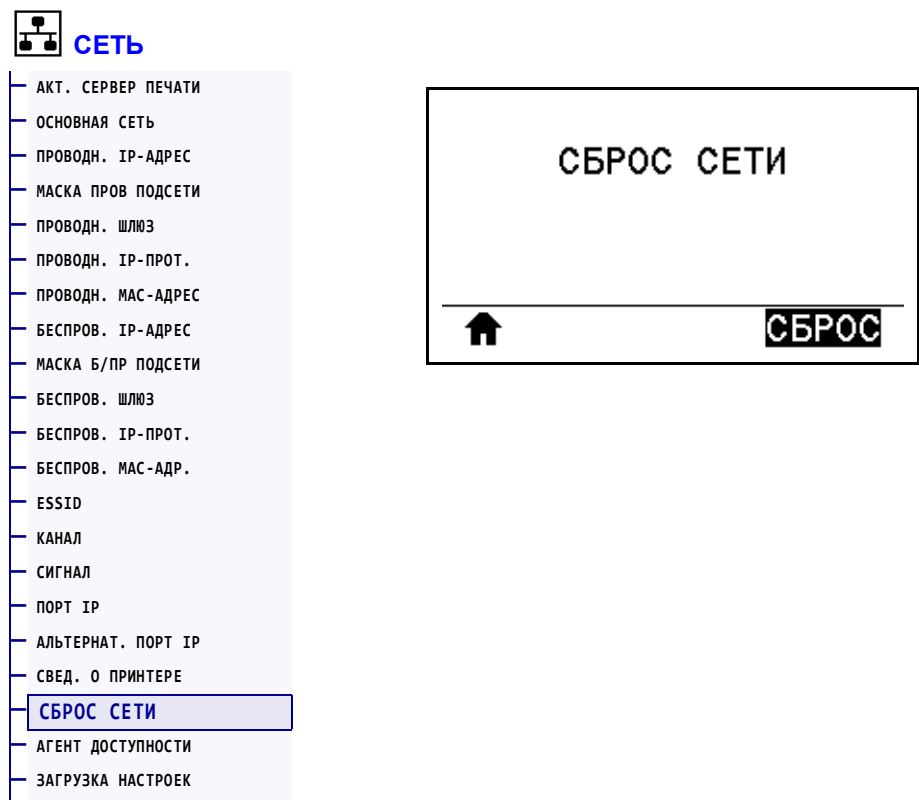 СЕТЬ
АКТ. СЕРВЕР ПЕЧАТИ
ОСНОВНАЯ СЕТЬ
ПРОВОДН. IP-АДРЕС
МАСКА ПРОВ ПОДСЕТИ
ПРОВОДН. ШЛЮЗ
ПРОВОДН. IP-ПРОТ.
ПРОВОДН. MAC-АДРЕС
БЕСПРОВ. IP-АДРЕС
МАСКА Б/ПР ПОДСЕТИ
БЕСПРОВ. ШЛЮЗ
БЕСПРОВ. IP-ПРОТ.
БЕСПРОВ. MAC-АДР.
ESSID
КАНАЛ
СИГНАЛ
ПОРТ IP
АЛЬТЕРНАТ. ПОРТ IP
СВЕД. О ПРИНТЕРЕ
СБРОС СЕТИ
АГЕНТ ДОСТУПНОСТИ
ЗАГРУЗКА НАСТРОЕК
СБРОС СЕТИ
СБРОС